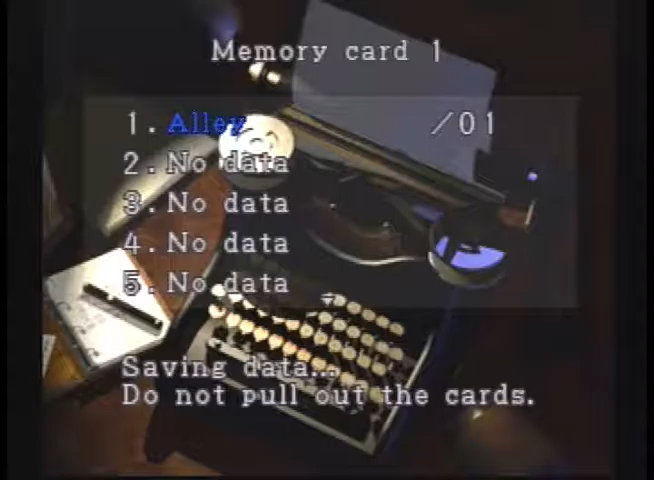 Memory card 1
1. Alley /01
2. No data
3. No data
4. No data
5. No data
Saving data...
Do not pull out the cards.